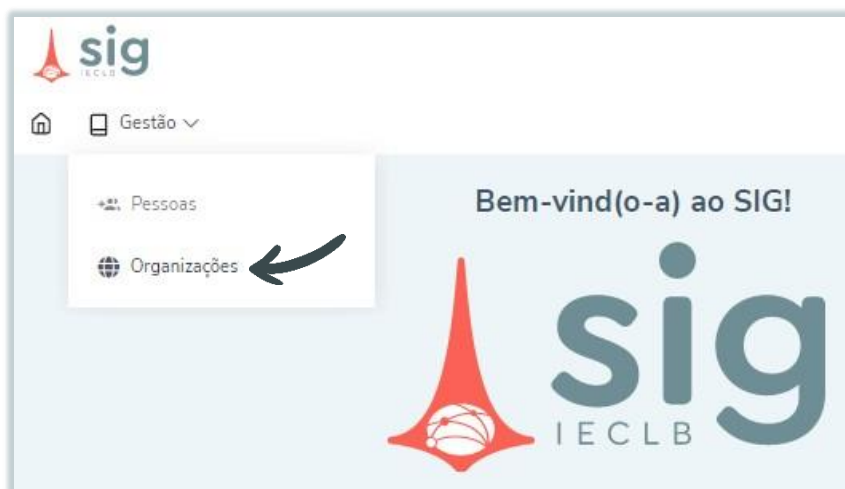 sig
IECLB
Gestão
Pessoas
Organizações
Bem-vind(o-a) ao SIG!
sig
IECLB